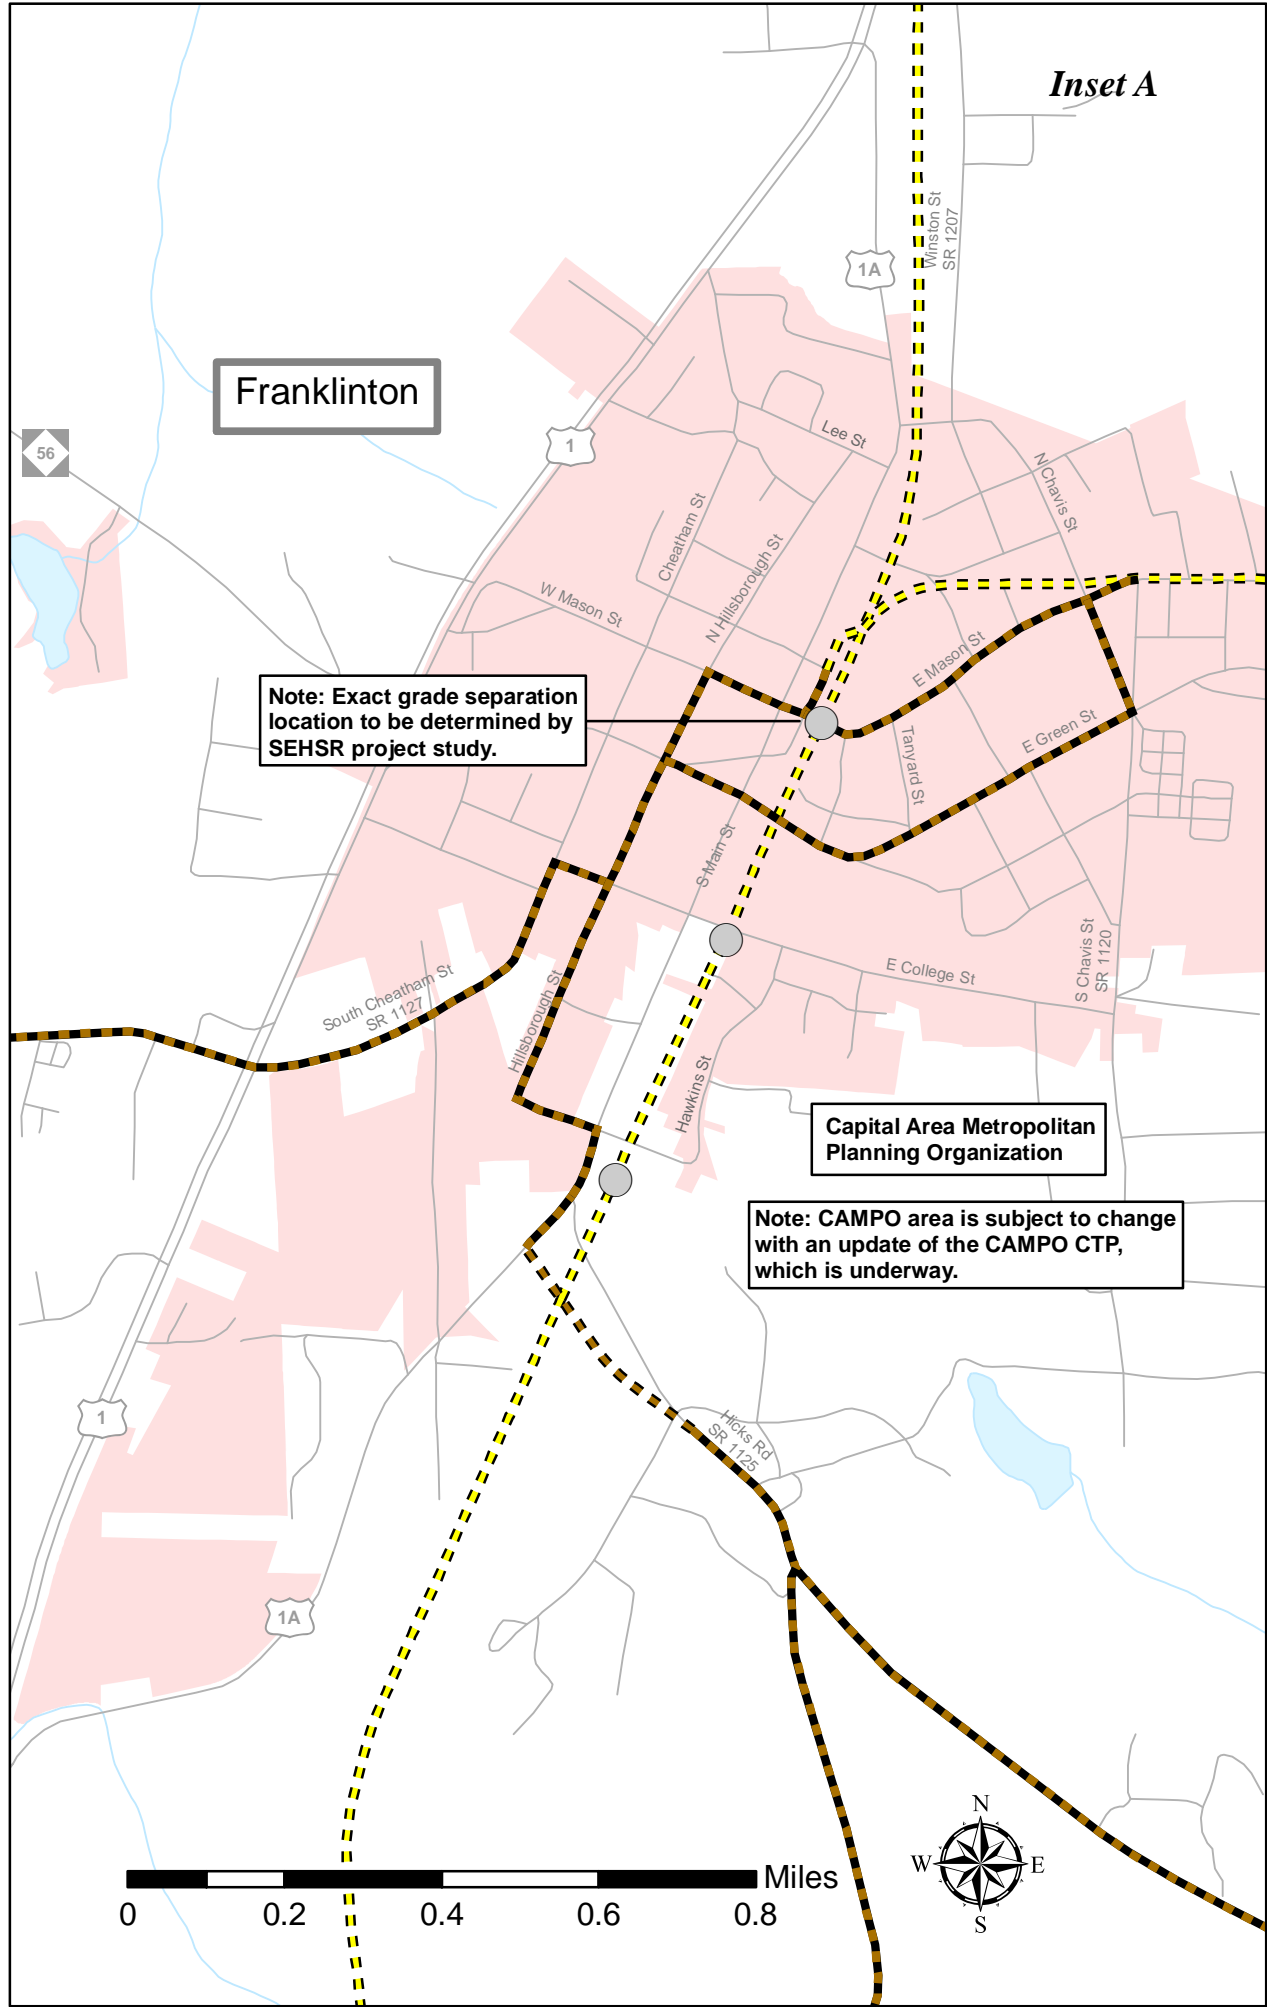 Inset A
Winston St
SR 1207
1A
Franklinton
Lee St
1
56
N Chavis St
Cheatham St
N Hillsborough St
W Mason St
E Mason St
Note: Exact grade separation
location to be determined by
SEHSR project study.
E Green St
Tanyard St
S Main St
S Chavis St
SR 1120
E College St
South Cheatham St
SR 1127
Hillsborough St
Hawkins St
Capital Area Metropolitan
Planning Organization
Note: CAMPO area is subject to change
with an update of the CAMPO CTP,
which is underway.
1
Hicks Rd
SR 1125
1A
N
W E
S
Miles
0 0.2 0.4 0.6 0.8